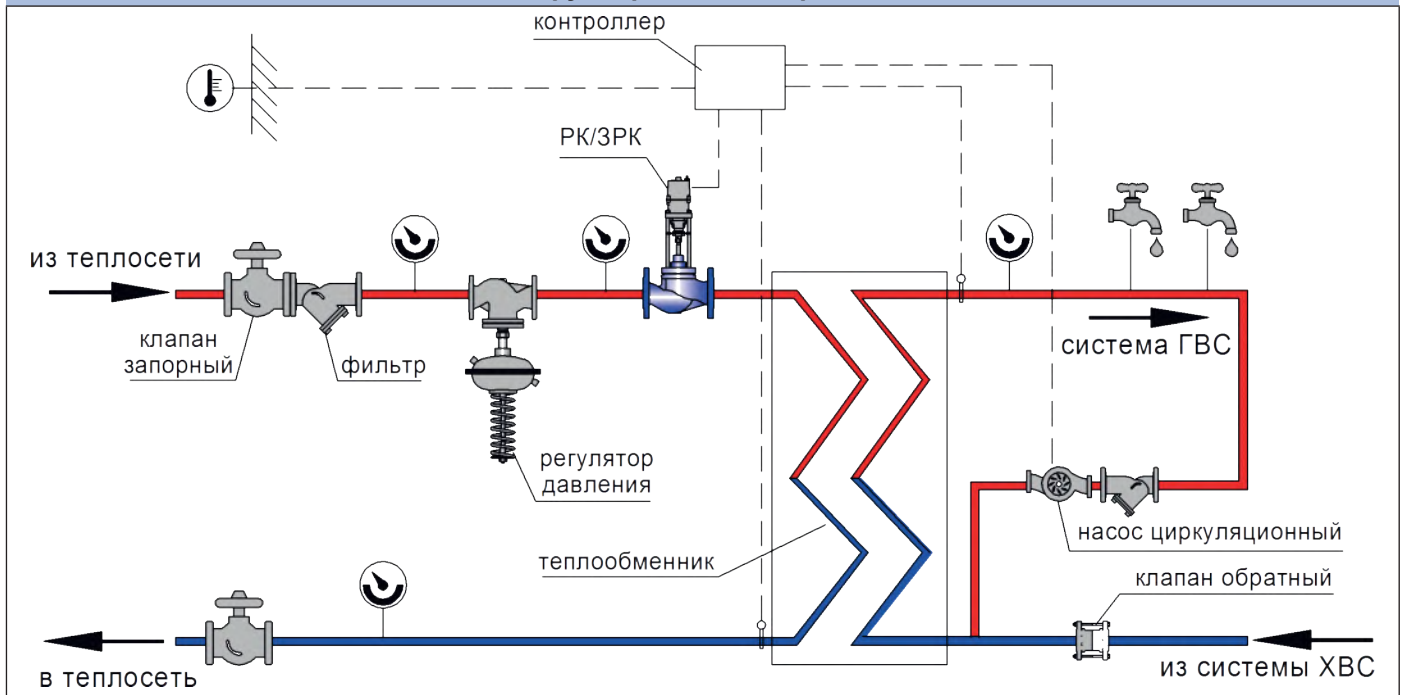 контроллер
РК/ЗРК
из теплосети
клапан
запорный
фильтр
регулятор
давления
система ГВС
насос циркуляционный
теплообменник
клапан обратный
в теплосеть
из системы ХВС